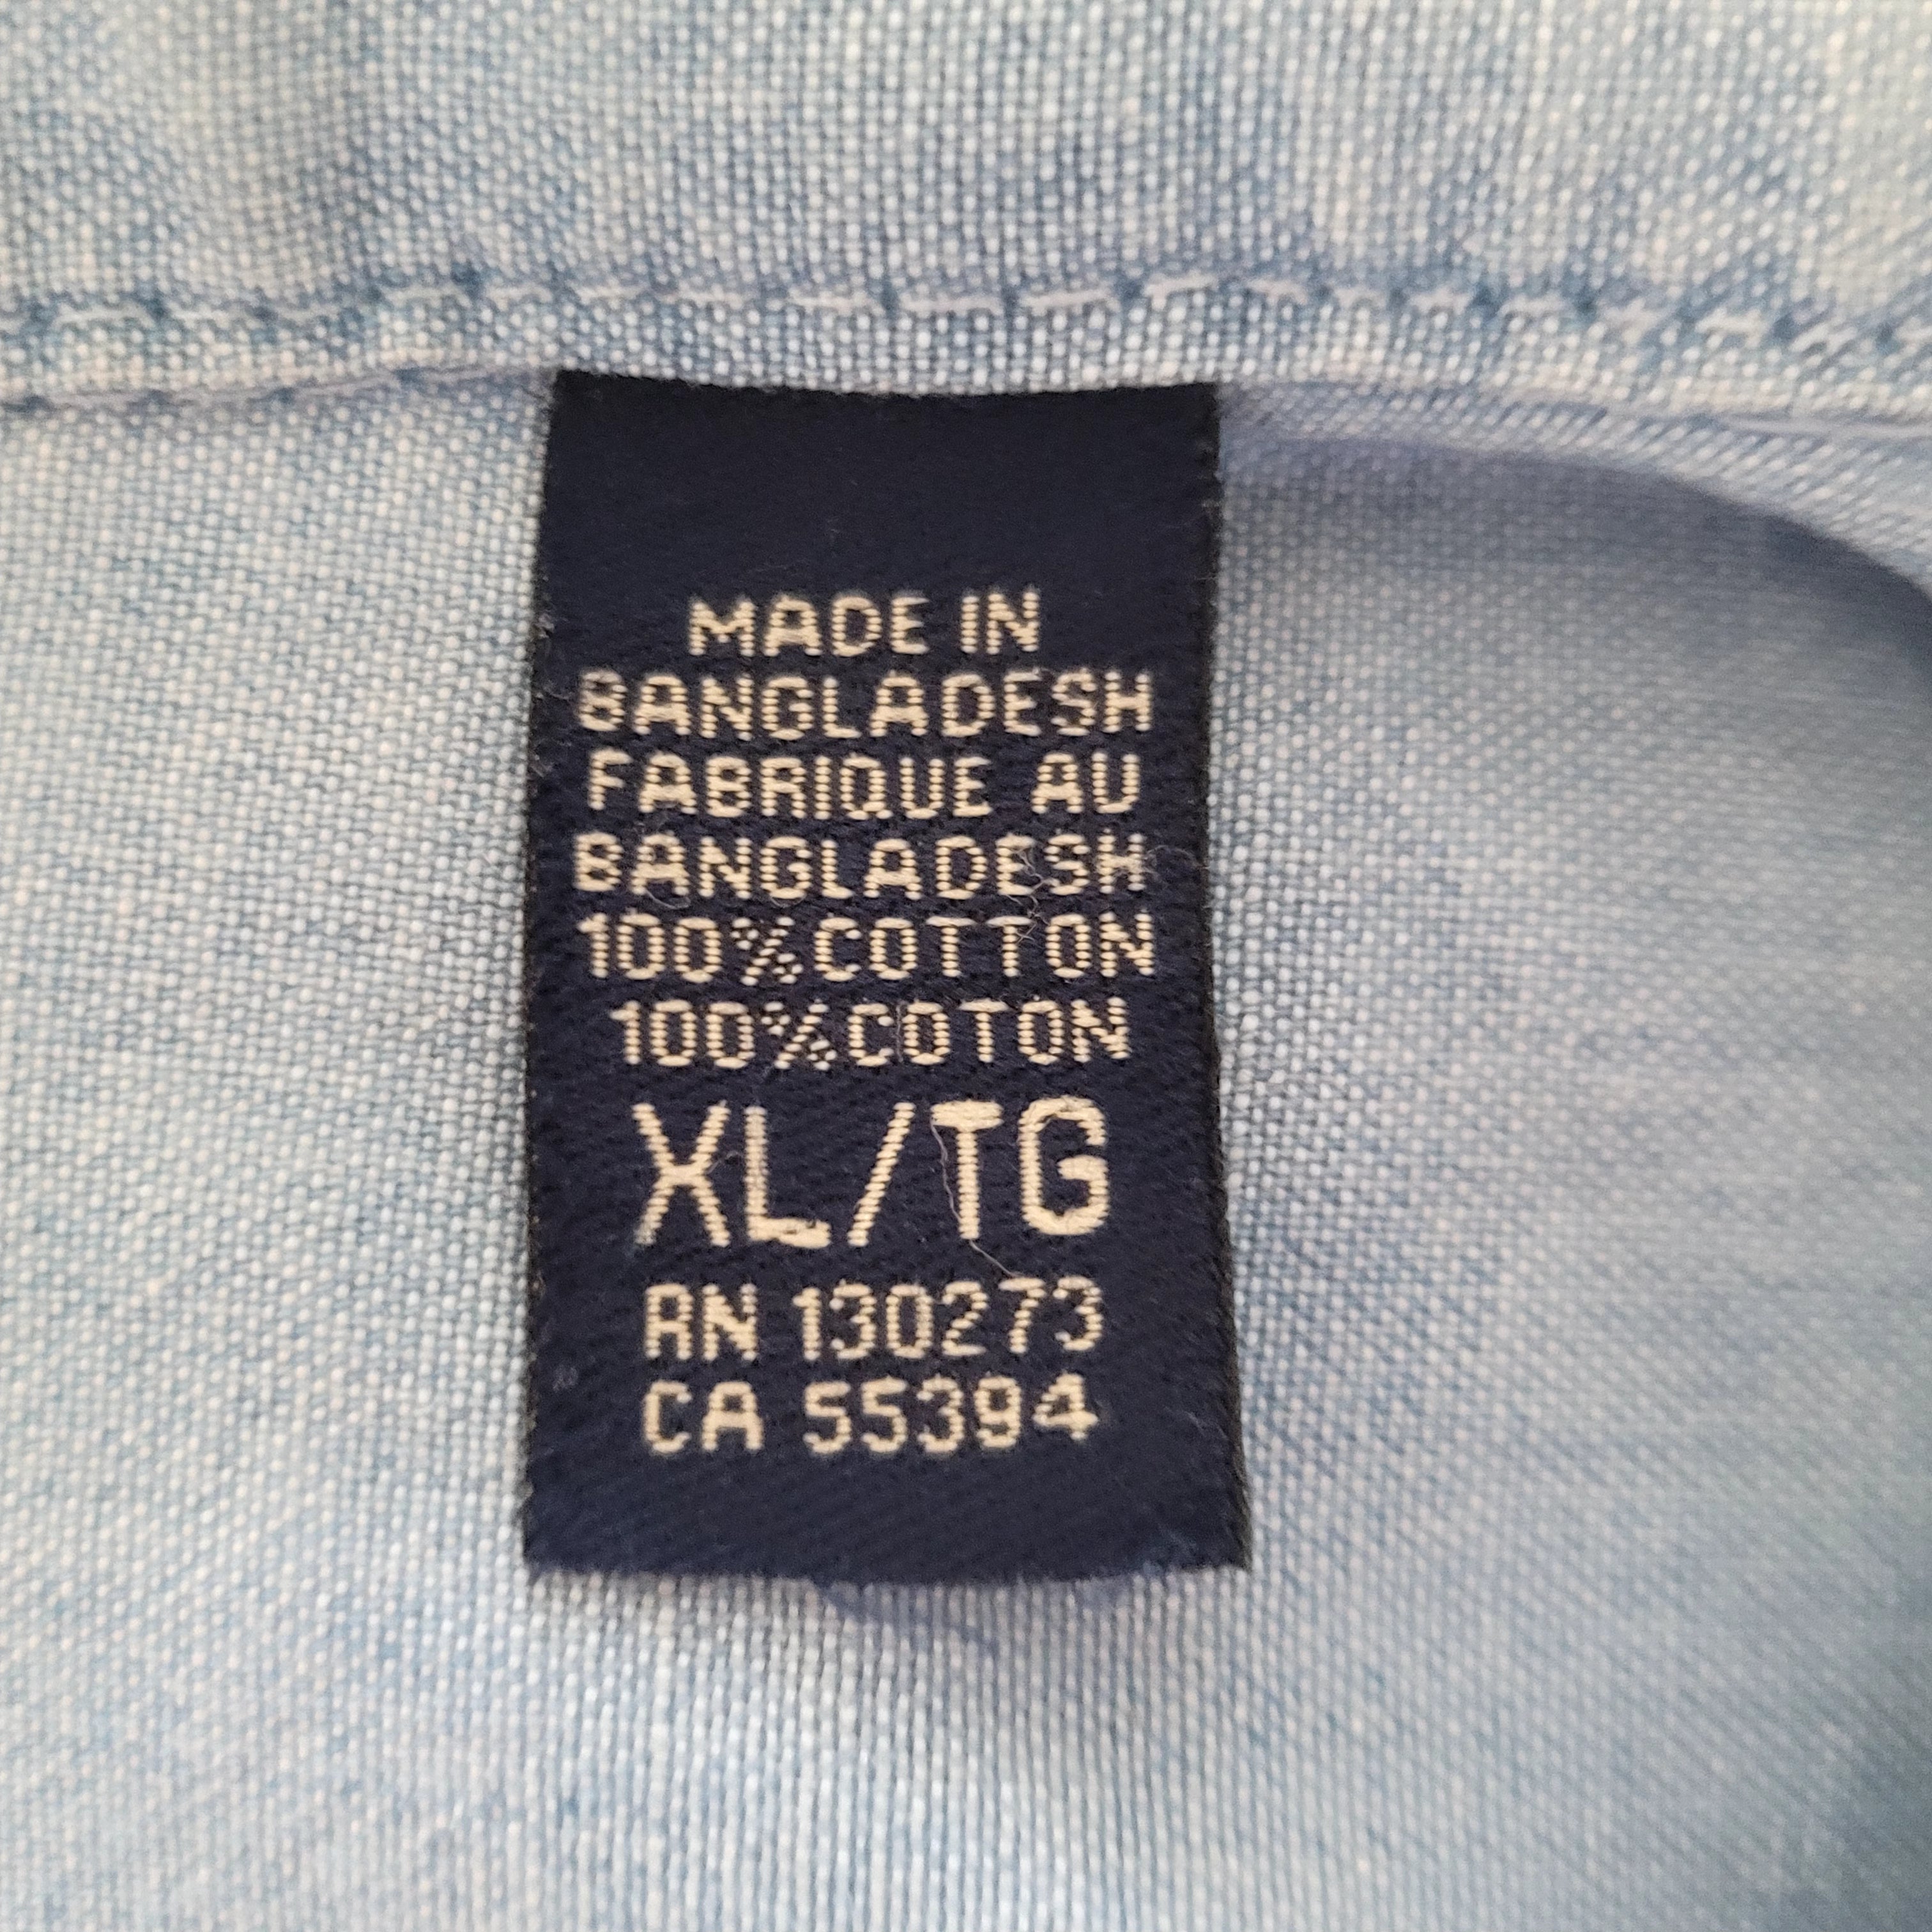 MADE IN
BANGLADESH
FABRIQUE AU
BANGLADESH
100% COTTON
100% COTON
XL/TG
RN 130273
CA 55394